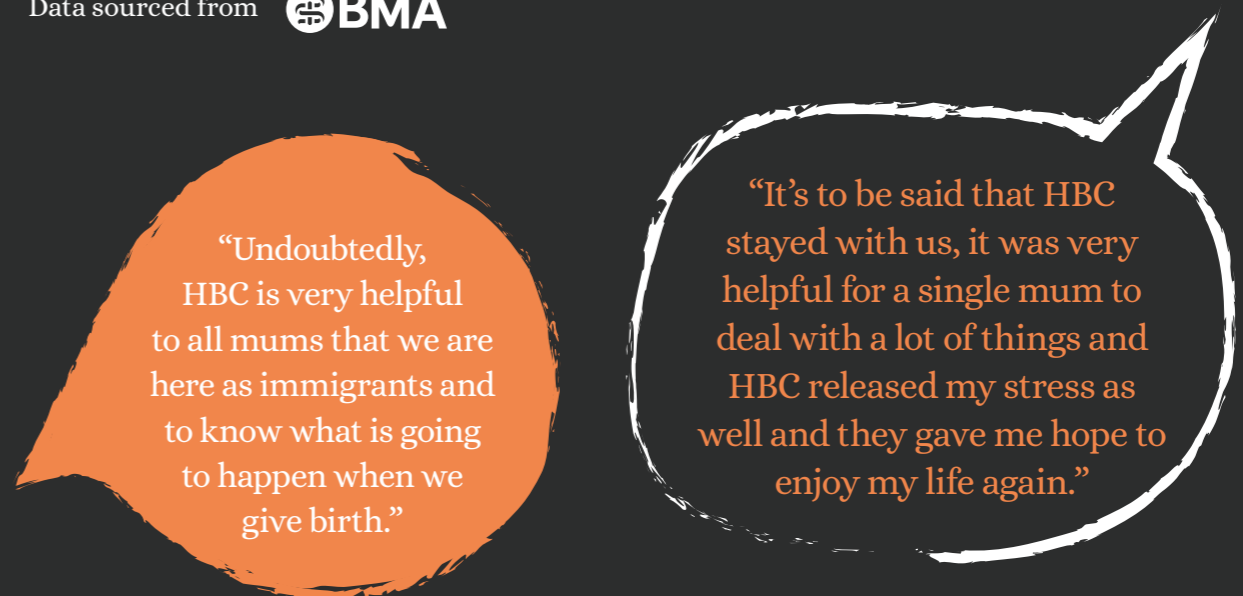 Data sourced from BMA
“Undoubtedly,
HBC is very helpful
to all mums that we are
here as immigrants and
to know what is going
to happen when we
give birth.”
“It’s to be said that HBC
stayed with us, it was very
helpful for a single mum to
deal with a lot of things and
HBC released my stress as
well and they gave me hope to
enjoy my life again.”